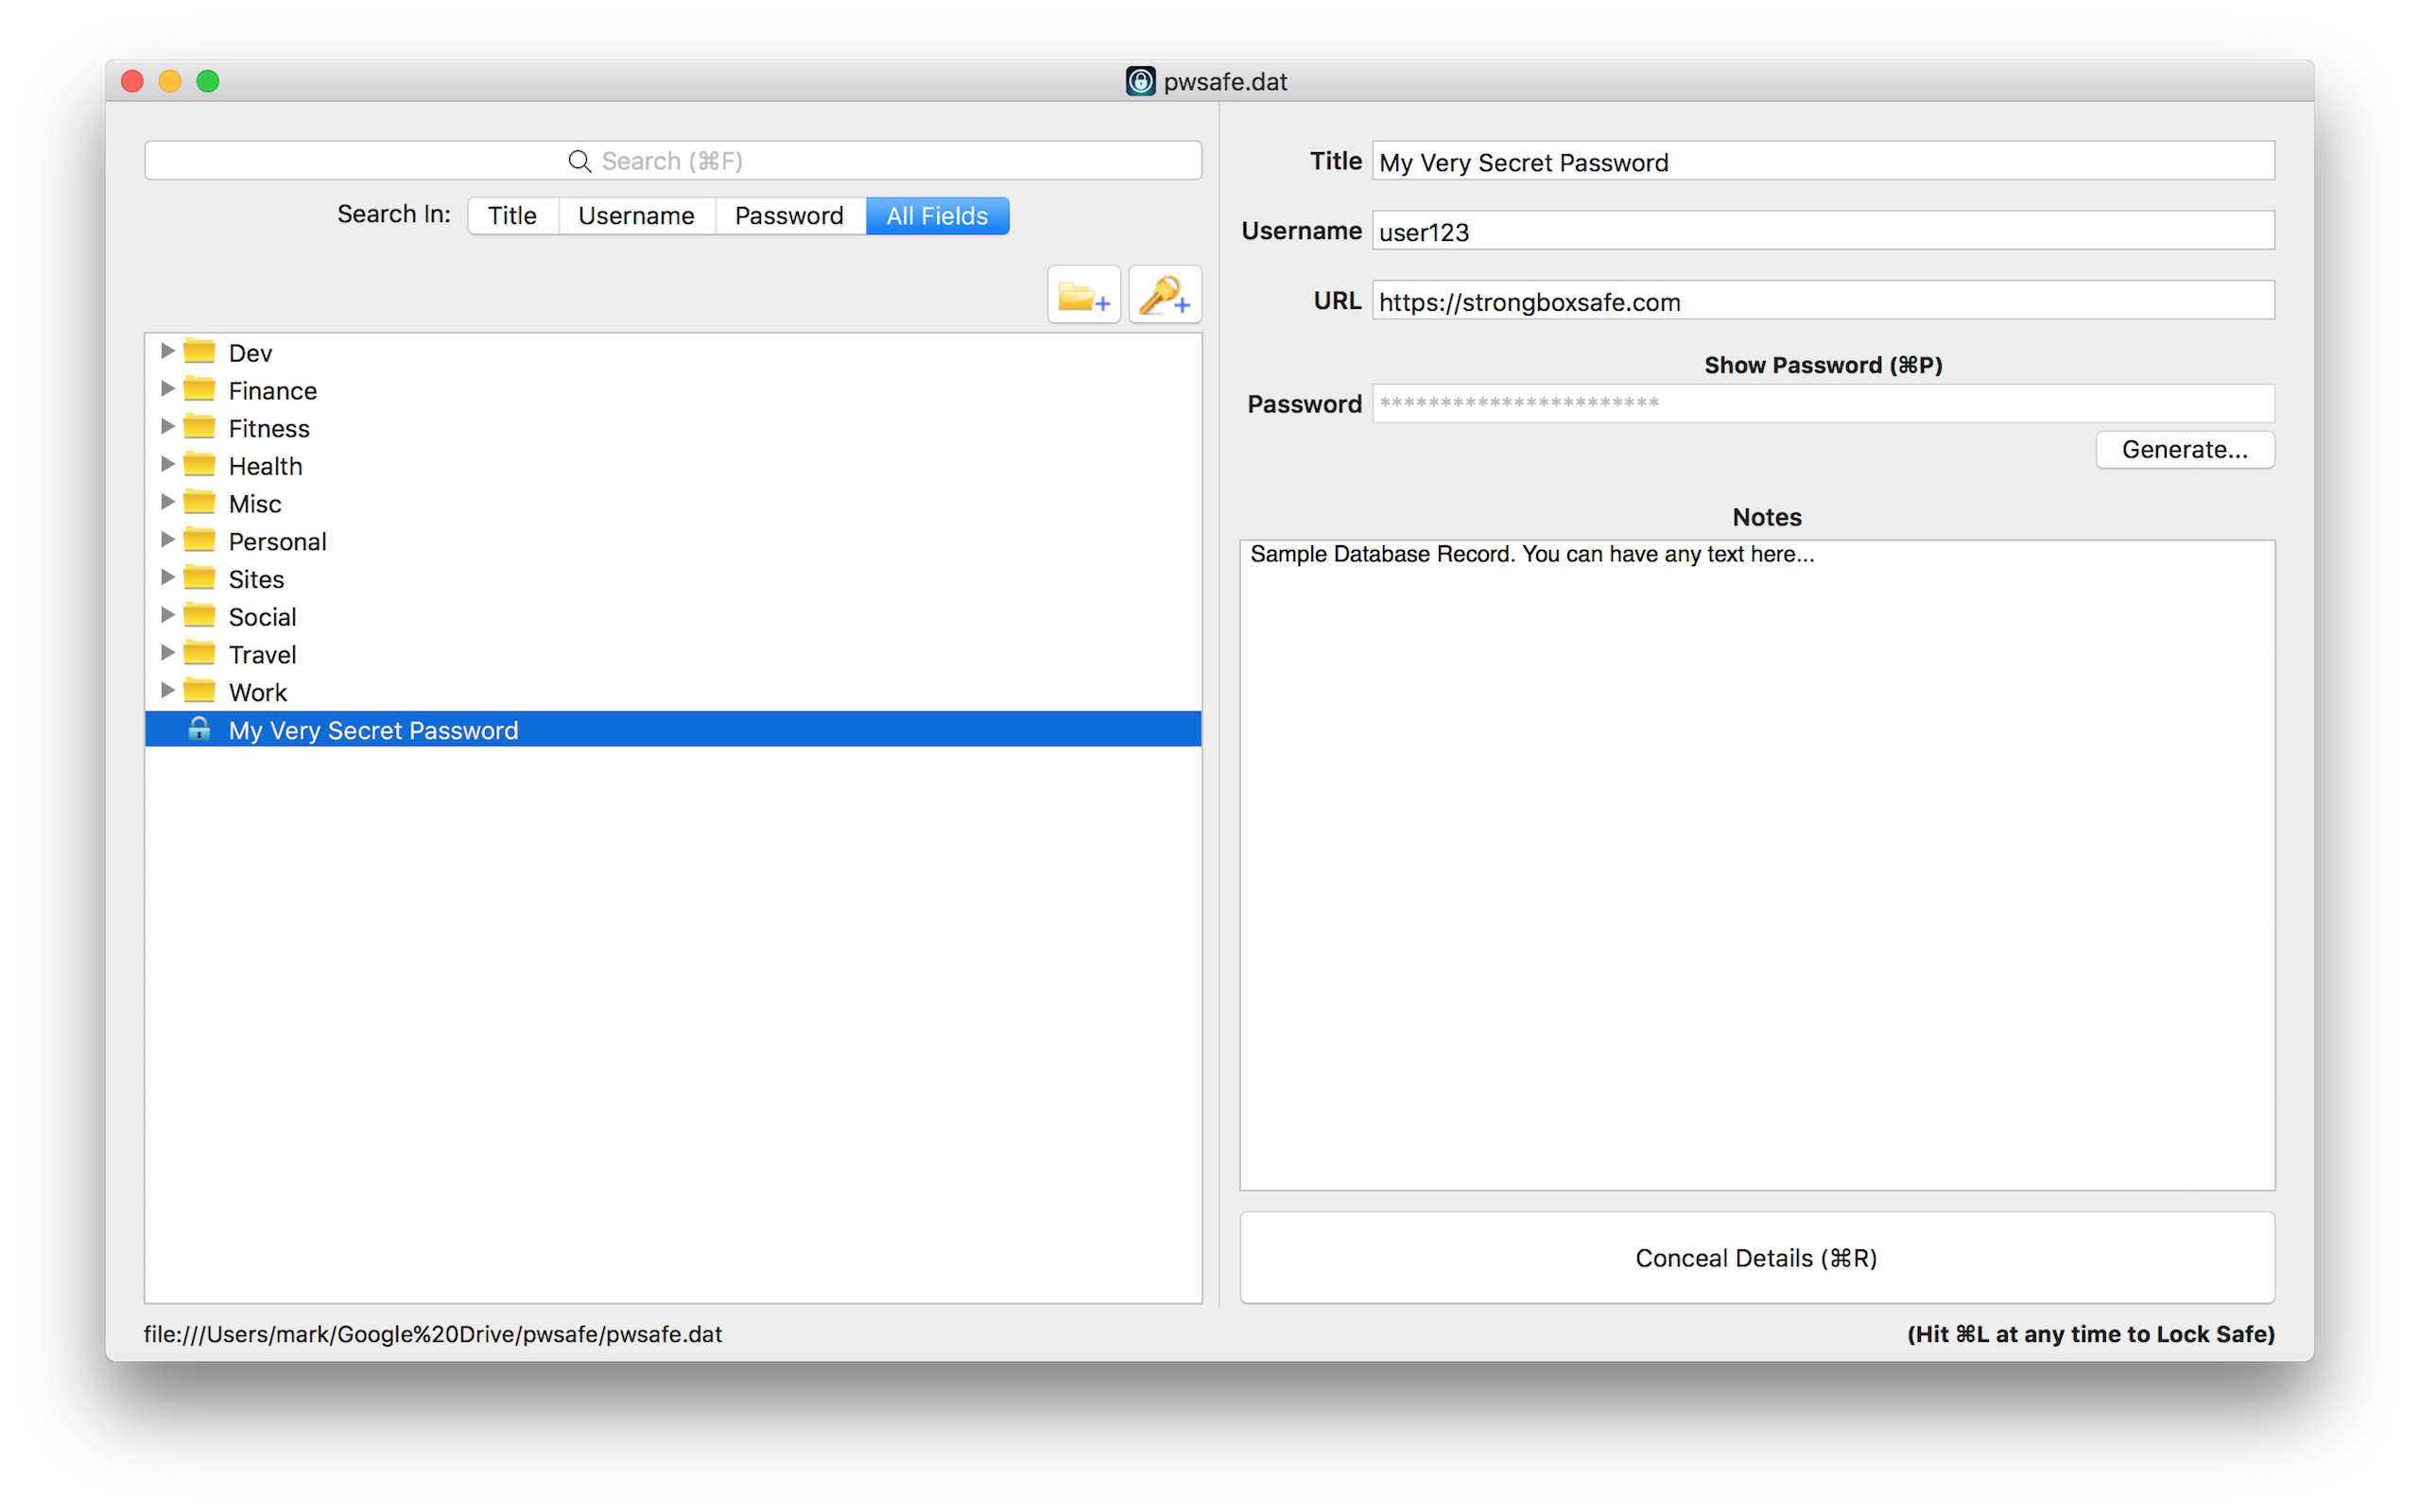 pwsafe.dat
Search (⌘F)
Search In: Title Username Password All Fields
Dev
Finance
Fitness
Health
Misc
Personal
Sites
Social
Travel
Work
My Very Secret Password
file:///Users/mark/Google%20Drive/pwsafe/pwsafe.dat
Title My Very Secret Password
Username user123
URL https://strongboxsafe.com
Show Password (⌘P)
Password ***********************
Generate...
Notes
Sample Database Record. You can have any text here...
Conceal Details (⌘R)
(Hit ⌘L at any time to Lock Safe)